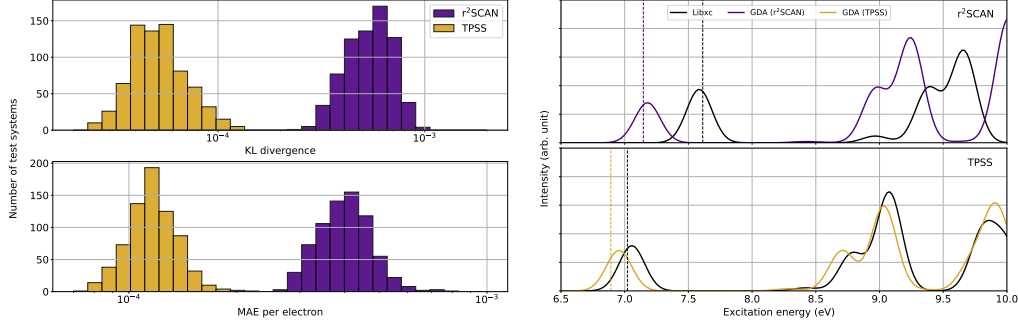 Number of test systems
150
100
50
0
r²SCAN
TPSS
10⁻⁴
10⁻³
KL divergence
200
150
100
50
0
10⁻⁴
10⁻³
MAE per electron
Intensity (arb. unit)
Libxc
GDA (r²SCAN)
GDA (TPSS)
r²SCAN
TPSS
6.5 7.0 7.5 8.0 8.5 9.0 9.5 10.0
Excitation energy (eV)